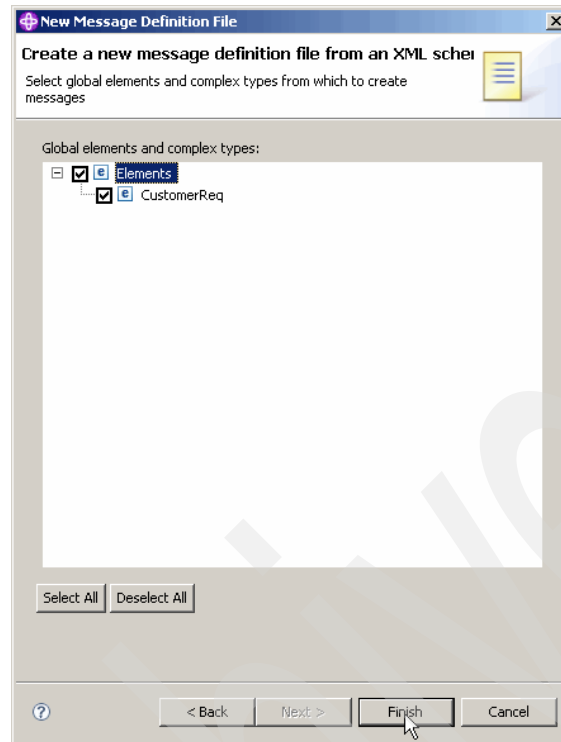 New Message Definition File
Create a new message definition file from an XML scher
Select global elements and complex types from which to create
messages
Global elements and complex types:
Elements
CustomerReq
Select All Deselect All
< Back Next > Finish Cancel